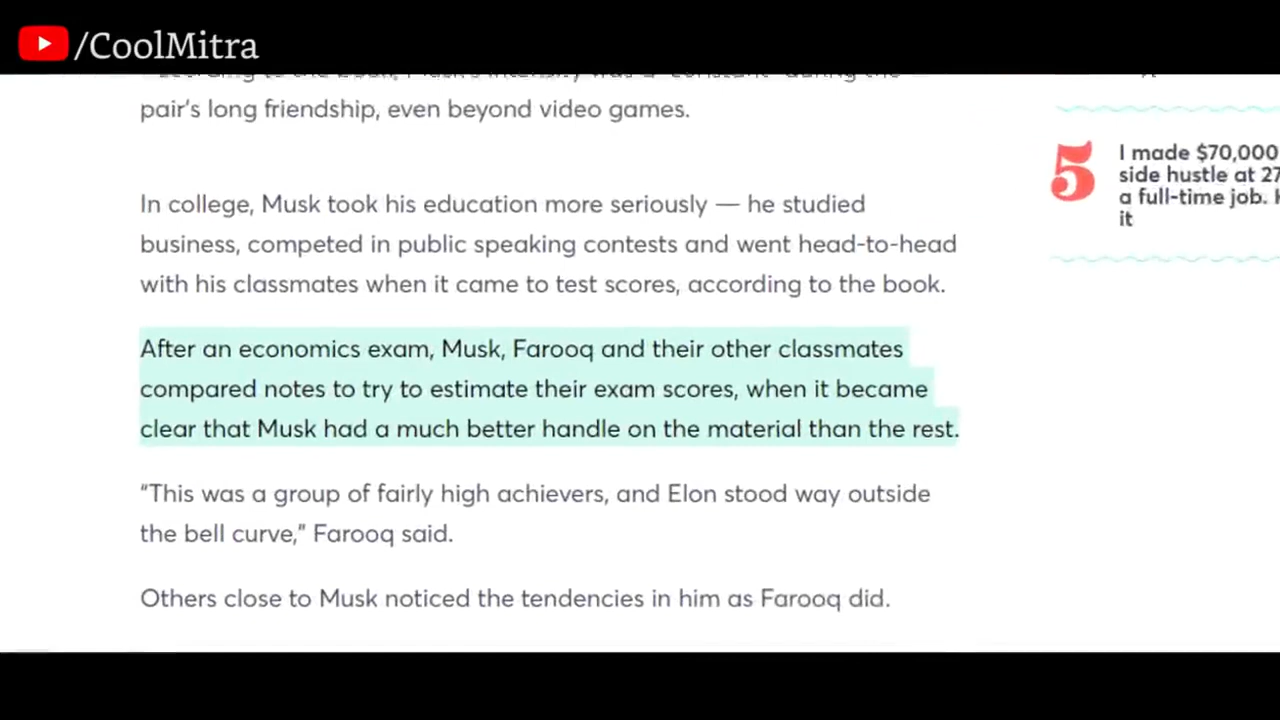 /CoolMitra
pair's long friendship, even beyond video games.
In college, Musk took his education more seriously — he studied
business, competed in public speaking contests and went head-to-head
with his classmates when it came to test scores, according to the book.
After an economics exam, Musk, Farooq and their other classmates
compared notes to try to estimate their exam scores, when it became
clear that Musk had a much better handle on the material than the rest.
“This was a group of fairly high achievers, and Elon stood way outside
the bell curve,” Farooq said.
Others close to Musk noticed the tendencies in him as Farooq did.
5
I made $70,000
side hustle at 27
a full-time job.
it